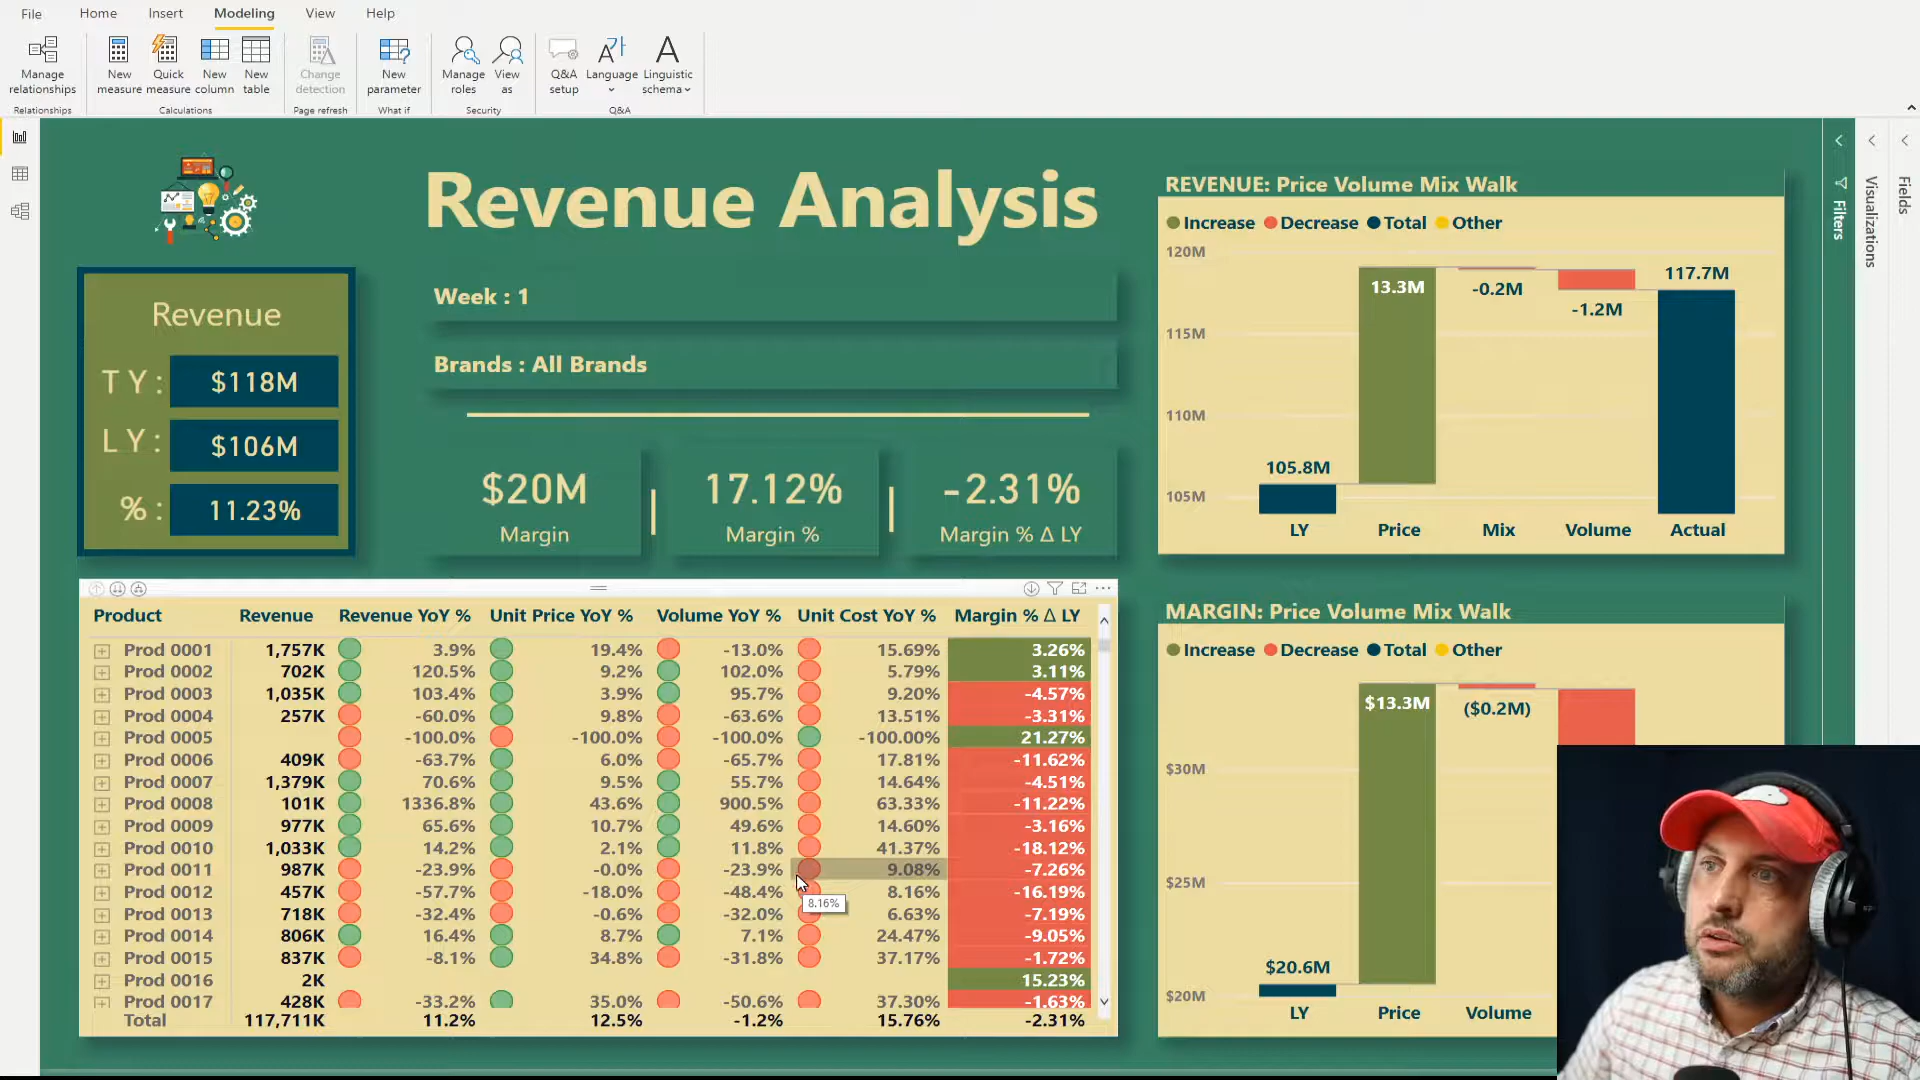 File Home Insert Modeling View Help
Manage relationships
New measure
Quick measure
New column
New table
Change detection
New parameter
Manage roles
View as
Q&A setup
Language
Linguistic schema
Relationships
Calculations
Page refresh
What if
Security
Q&A
Revenue Analysis
Revenue
T Y : $118M
L Y : $106M
% : 11.23%
Week : 1
Brands : All Brands
$20M
Margin
17.12%
Margin %
-2.31%
Margin % Δ LY
REVENUE: Price Volume Mix Walk
Increase Decrease Total Other
120M
115M
110M
105M
105.8M
13.3M
-0.2M
-1.2M
117.7M
LY Price Mix Volume Actual
Filters
Visualizations
Fields
Product Revenue Revenue YoY % Unit Price YoY % Volume YoY % Unit Cost YoY % Margin % Δ LY
Prod 0001 1,757K 3.9% 19.4% -13.0% 15.69% 3.26%
Prod 0002 702K 120.5% 9.2% 102.0% 5.79% 3.11%
Prod 0003 1,035K 103.4% 3.9% 95.7% 9.20% -4.57%
Prod 0004 257K -60.0% 9.8% -63.6% 13.51% -3.31%
Prod 0005 -100.0% -100.0% -100.0% -100.00% 21.27%
Prod 0006 409K -63.7% 6.0% -65.7% 17.81% -11.62%
Prod 0007 1,379K 70.6% 9.5% 55.7% 14.64% -4.51%
Prod 0008 101K 1336.8% 43.6% 900.5% 63.33% -11.22%
Prod 0009 977K 65.6% 10.7% 49.6% 14.60% -3.16%
Prod 0010 1,033K 14.2% 2.1% 11.8% 41.37% -18.12%
Prod 0011 987K -23.9% -0.0% -23.9% 9.08% -7.26%
Prod 0012 457K -57.7% -18.0% -48.4% 8.16% -16.19%
8.16%
Prod 0013 718K -32.4% -0.6% -32.0% 6.63% -7.19%
Prod 0014 806K 16.4% 8.7% 7.1% 24.47% -9.05%
Prod 0015 837K -8.1% 34.8% -31.8% 37.17% -1.72%
Prod 0016 2K 15.23%
Prod 0017 428K -33.2% 35.0% -50.6% 37.30% -1.63%
Total 117,711K 11.2% 12.5% -1.2% 15.76% -2.31%
MARGIN: Price Volume Mix Walk
Increase Decrease Total Other
$30M
$25M
$20M
$20.6M
$13.3M
($0.2M)
LY Price Volume